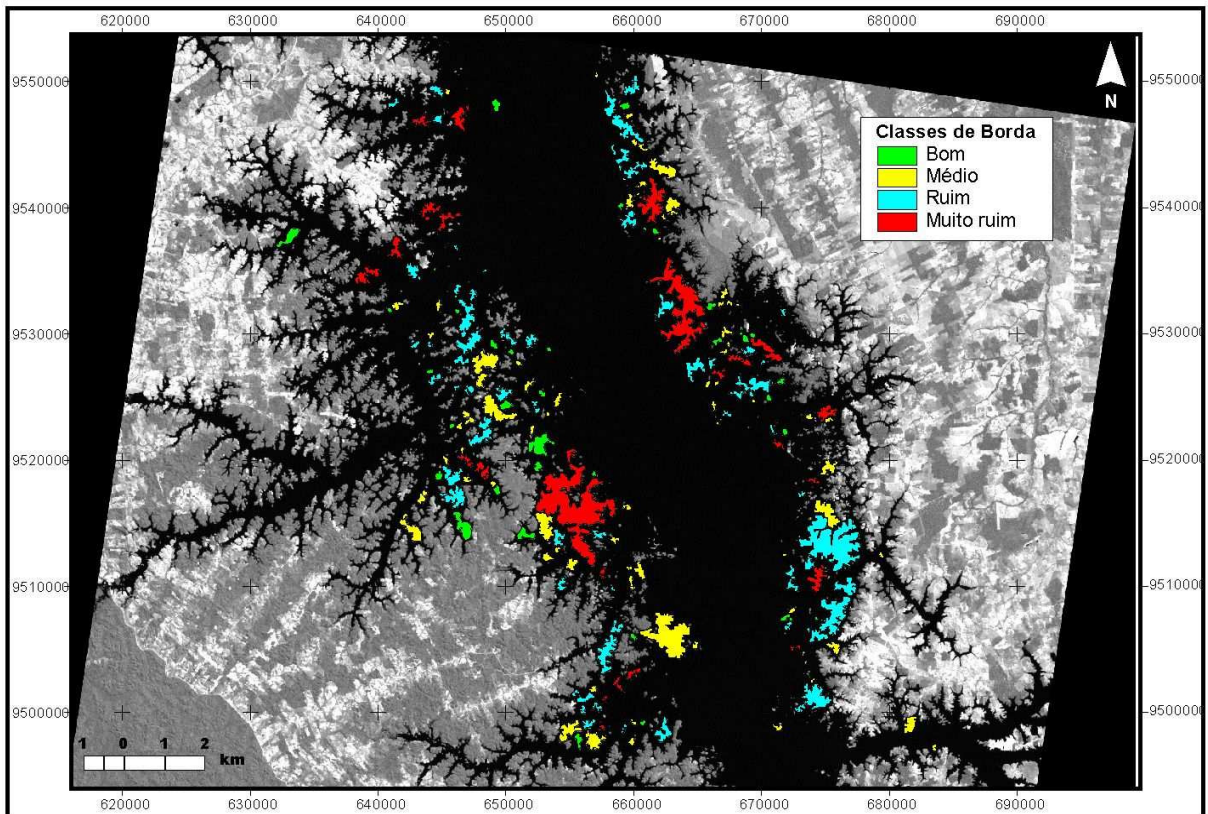 620000 630000 640000 650000 660000 670000 680000 690000
9550000 9550000
N
Classes de Borda
Bom
Médio
Ruim
Muito ruim
9540000 9540000
9530000 9530000
9520000 9520000
9510000 9510000
9500000 9500000
1 0 1 2
km
620000 630000 640000 650000 660000 670000 680000 690000